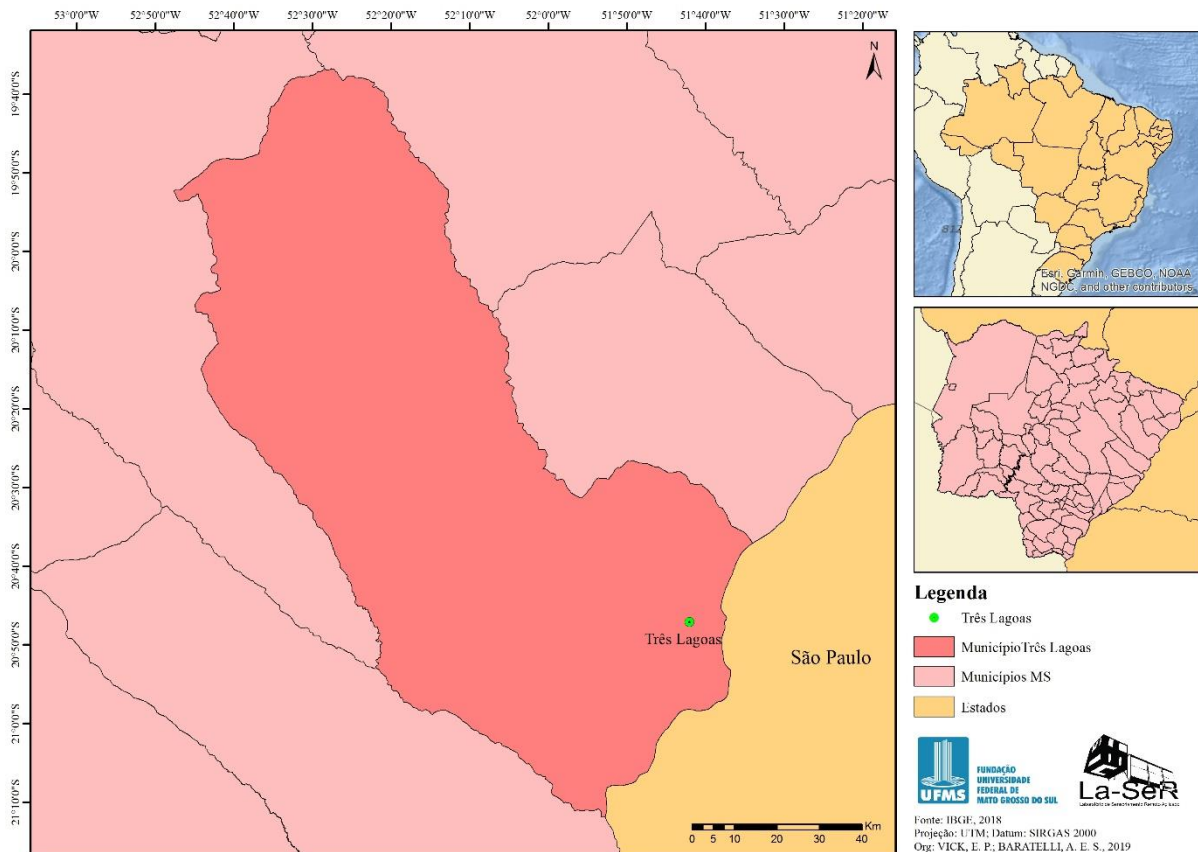 53°0'0"W 52°50'0"W 52°40'0"W 52°30'0"W 52°20'0"W 52°10'0"W 52°0'0"W 51°50'0"W 51°40'0"W 51°30'0"W 51°20'0"W
N
19°40'0"S
19°50'0"S
20°0'0"S
20°10'0"S
20°20'0"S
20°30'0"S
20°40'0"S
20°50'0"S
21°0'0"S
21°10'0"S
Três Lagoas
São Paulo
Km
0 5 10 20 30 40
Esri, Garmin, GEBCO, NOAA
NGDC, and other contributors
Legenda
Três Lagoas
MunicípioTrês Lagoas
Municípios MS
Estados
UFMS
FUNDAÇÃO
UNIVERSIDADE
FEDERAL DE
MATO GROSSO DO SUL
La-SeR
Laboratório de Sensoriamento Remoto Aplicado
Fonte: IBGE, 2018
Projeção: UTM; Datum: SIRGAS 2000
Org: VICK, E. P.; BARATELLI, A. E. S., 2019